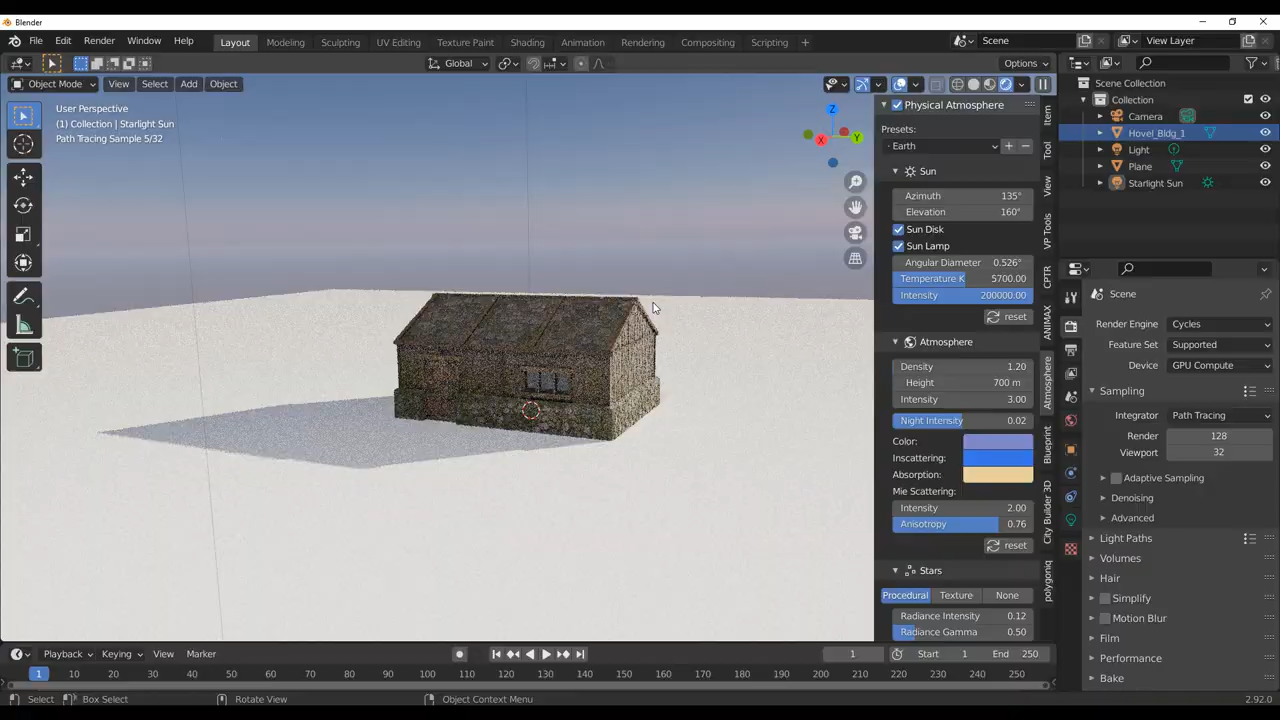 Blender
File Edit Render Window Help Layout Modeling Sculpting UV Editing Texture Paint Shading Animation Rendering Compositing Scripting + Scene View Layer
Global Options
Object Mode View Select Add Object
User Perspective
(1) Collection | Starlight Sun
Path Tracing Sample 5/32
Z
X
Y
Physical Atmosphere
Presets:
Earth
Sun
Azimuth 135°
Elevation 160°
Sun Disk
Sun Lamp
Angular Diameter 0.526°
Temperature K 5700.00
Intensity 200000.00
reset
Atmosphere
Density 1.20
Height 700 m
Intensity 3.00
Night Intensity 0.02
Color:
Inscattering:
Absorption:
Mie Scattering:
Intensity 2.00
Anisotropy 0.76
reset
Stars
Procedural Texture None
Radiance Intensity 0.12
Radiance Gamma 0.50
Item
Tool
View
VP Tools
CPTR
ANIMAX
Atmosphere
Blueprint
City Builder 3D
polygoniq
Scene Collection
Collection
Camera
Hovel_Bldg_1
Light
Plane
Starlight Sun
Scene
Render Engine Cycles
Feature Set Supported
Device GPU Compute
Sampling
Integrator Path Tracing
Render 128
Viewport 32
Adaptive Sampling
Denoising
Advanced
Light Paths
Volumes
Hair
Simplify
Motion Blur
Film
Performance
Bake
Playback Keying View Marker 1 Start 1 End 250
1 10 20 30 40 50 60 70 80 90 100 110 120 130 140 150 160 170 180 190 200 210 220 230 240 250
Select Box Select Rotate View Object Context Menu 2.92.0